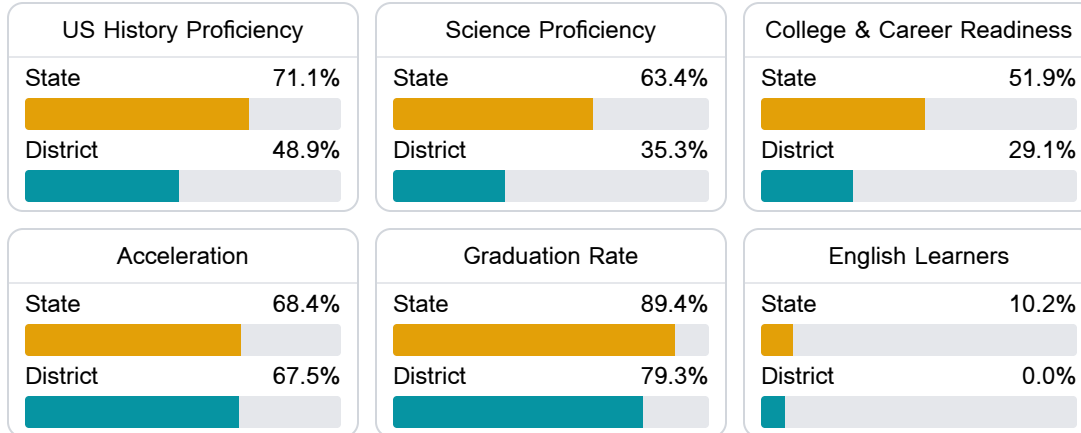 US History Proficiency
State 71.1%
District 48.9%
Science Proficiency
State 63.4%
District 35.3%
College & Career Readiness
State 51.9%
District 29.1%
Acceleration
State 68.4%
District 67.5%
Graduation Rate
State 89.4%
District 79.3%
English Learners
State 10.2%
District 0.0%